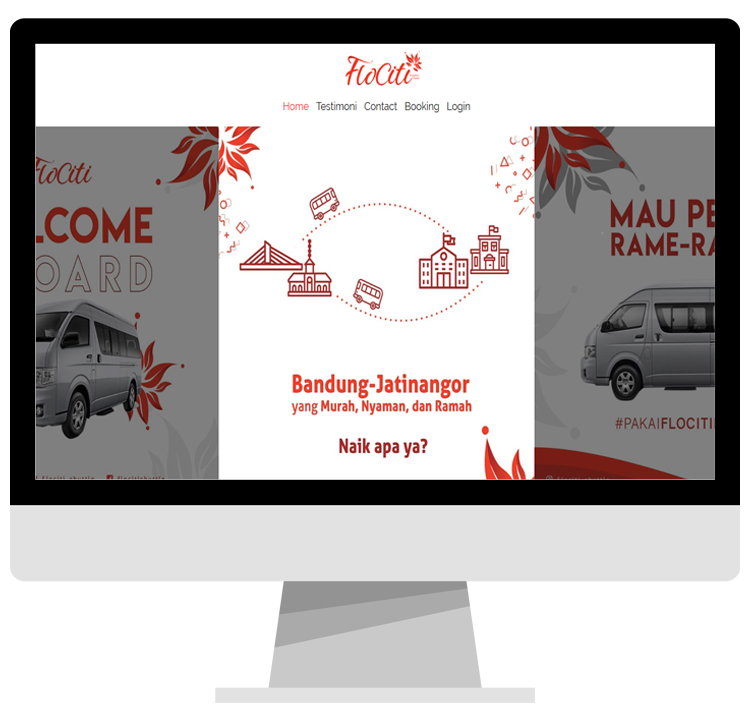 FloCiti
Home Testimoni Contact Booking Login
FloCiti
LCOME
OARD
Bandung-Jatinangor
yang Murah, Nyaman, dan Ramah
Naik apa ya?
MAU PE
RAME-RA
#PAKAIFLOCITI